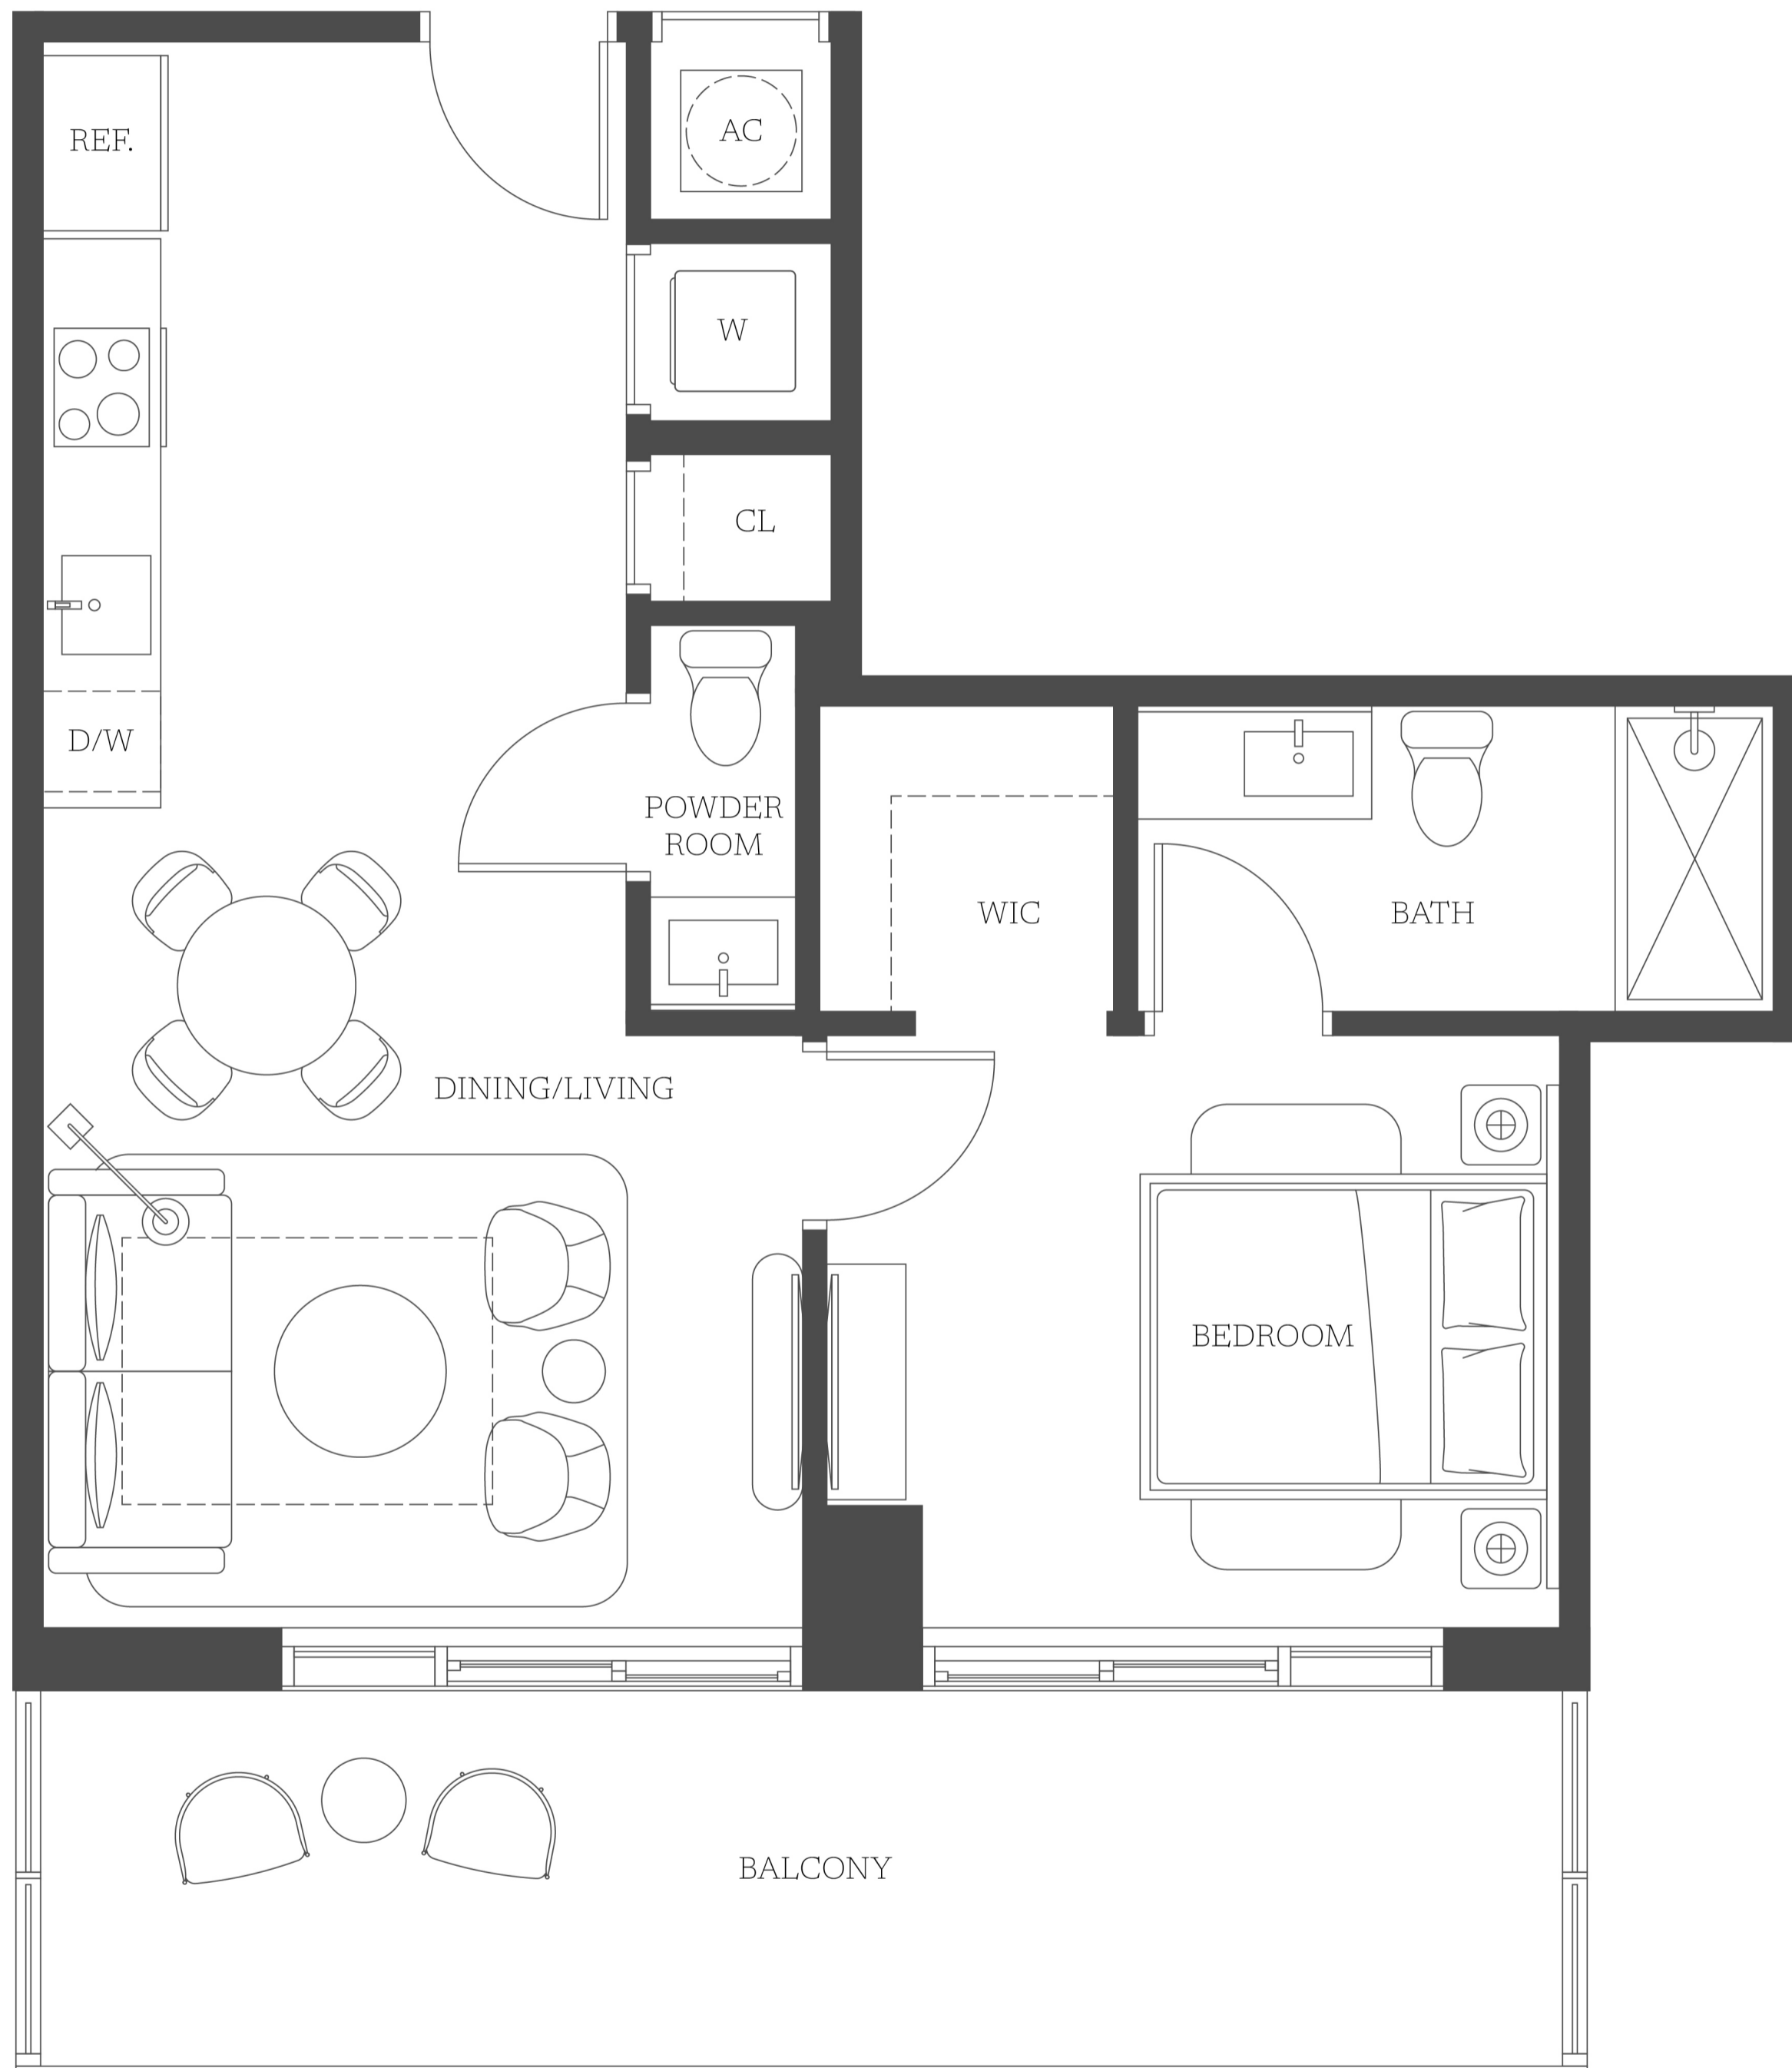 REF.
AC
W
CL
D/W
POWDER
ROOM
WIC
BATH
DINING/LIVING
BEDROOM
BALCONY